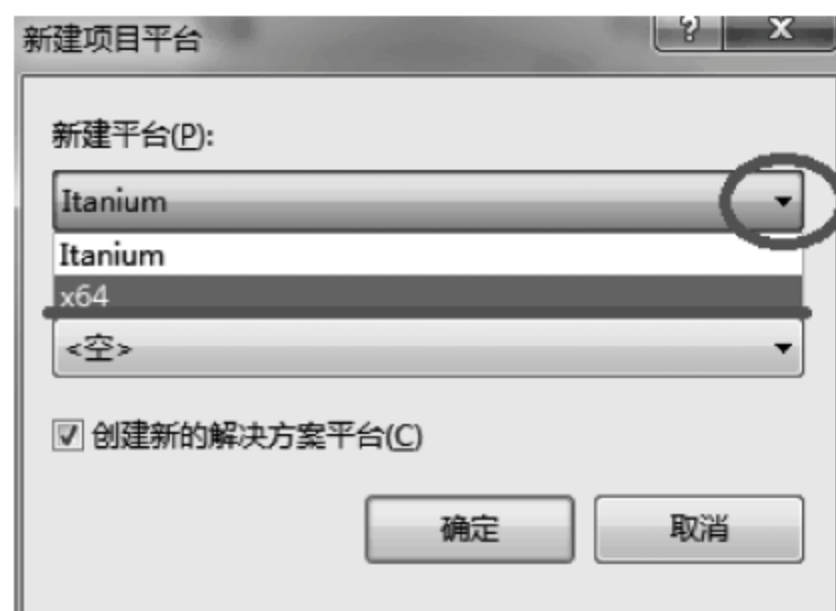 新建项目平台
新建平台(P):
Itanium
Itanium
x64
<空>
创建新的解决方案平台(C)
确定 取消